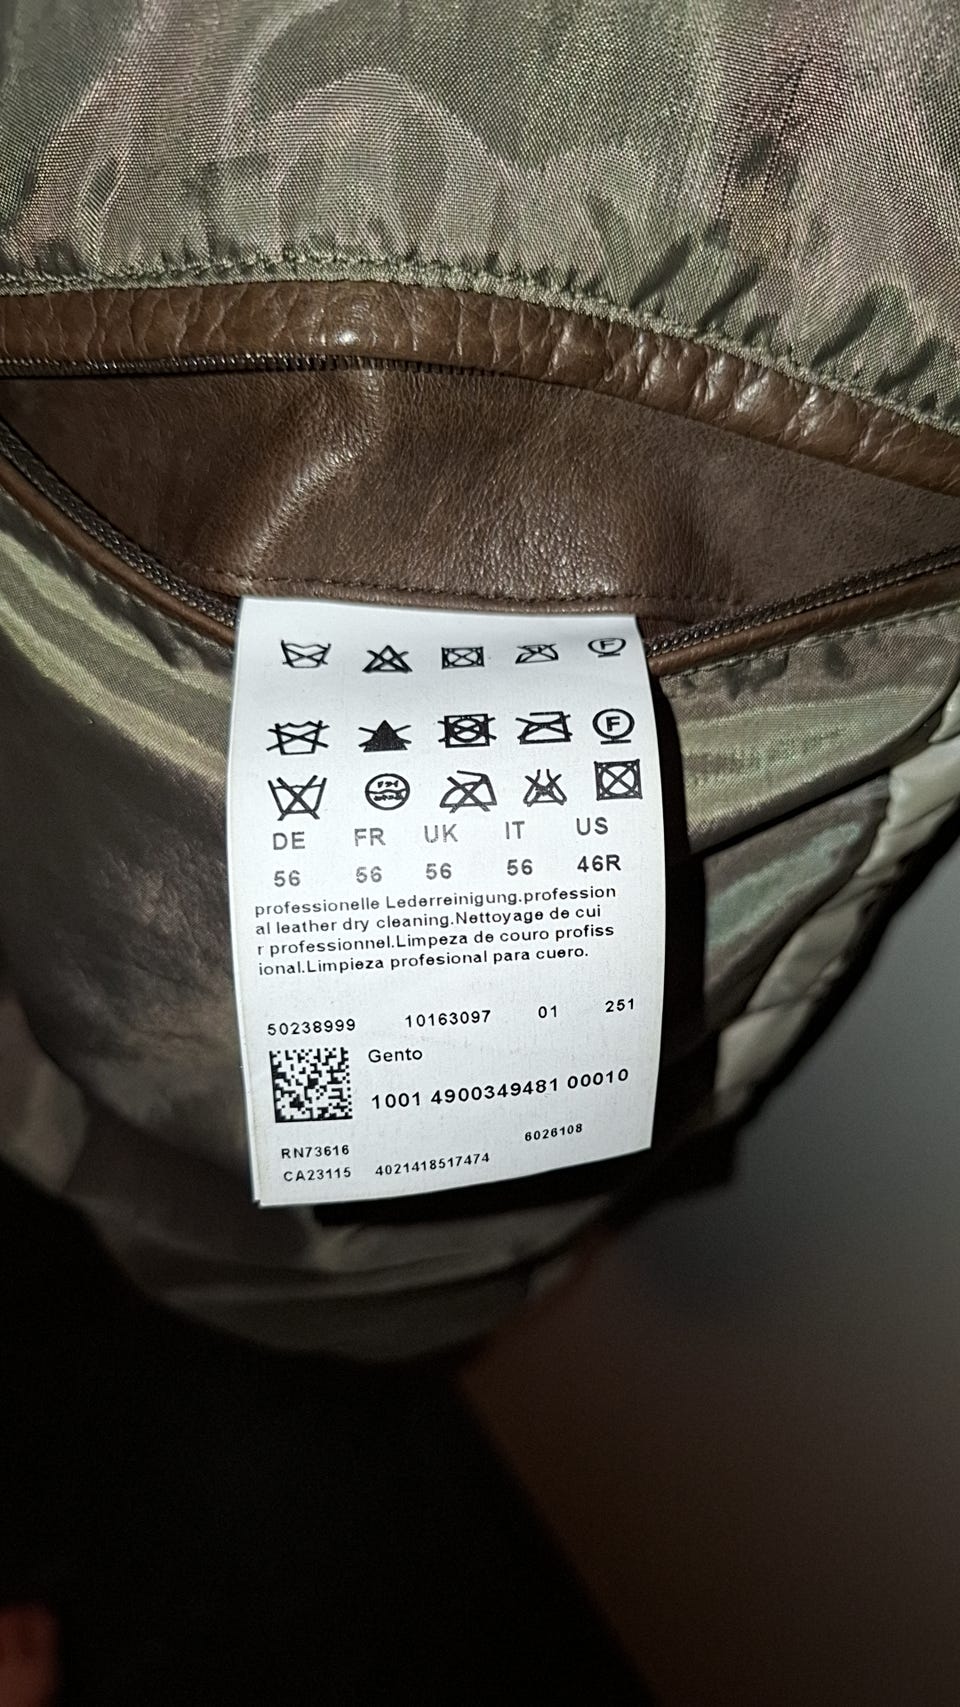 F
F
DE FR UK IT US
56 56 56 56 46R
professionelle Lederreinigung.profession
al leather dry cleaning.Nettoyage de cui
r professionnel.Limpeza de couro profiss
ional.Limpieza profesional para cuero.
50238999 10163097 01 251
Gento
1001 4900349481 00010
RN73616 6026108
CA23115 4021418517474